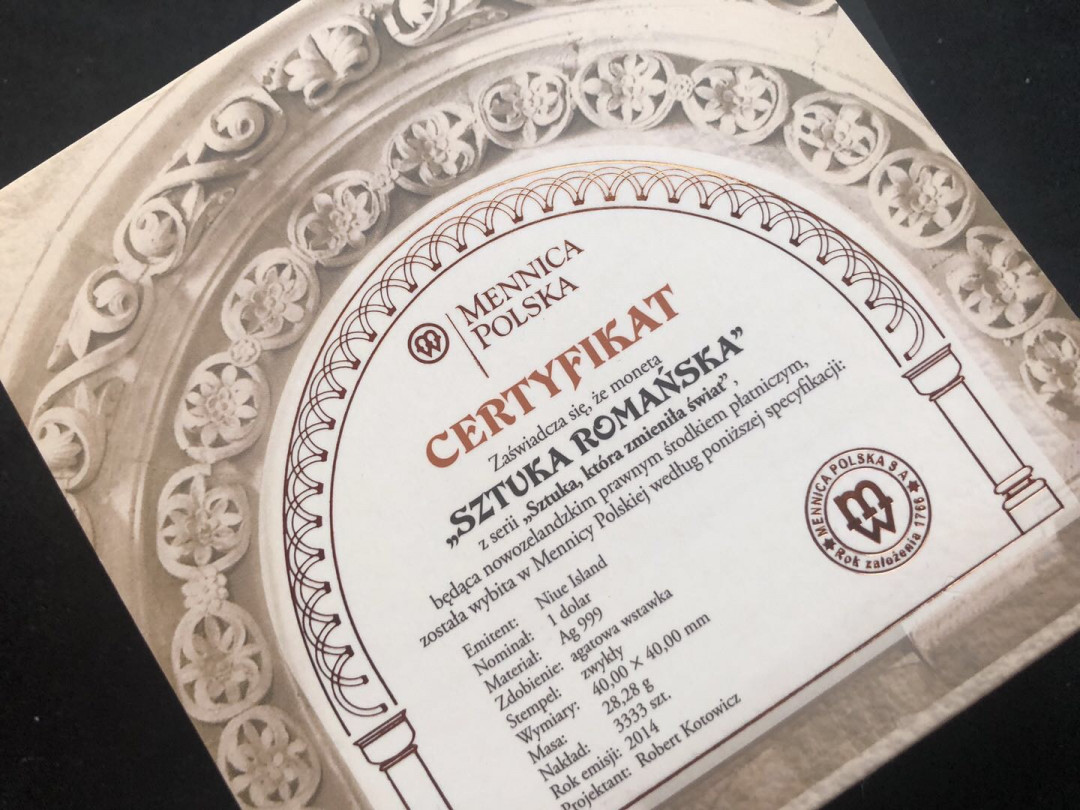 MENNICA
POLSKA
CERTYFIKAT
Zaświadcza się, że moneta
„SZTUKA ROMAŃSKA”
z serii „Sztuka, która zmieniła świat”,
będąca nowozelandzkim prawnym środkiem płatniczym,
została wybita w Mennicy Polskiej według poniższej specyfikacji:
Emitent: Niue Island
Nominał: 1 dolar
Materiał: Ag 999
Zdobienie: agatowa wstawka
Stempel: zwykły
Wymiary: 40,00 × 40,00 mm
Masa: 28,28 g
Nakład: 3333 szt.
Rok emisji: 2014
Projektant: Robert Kotowicz
MENNICA POLSKA S A
Rok założenia 1766